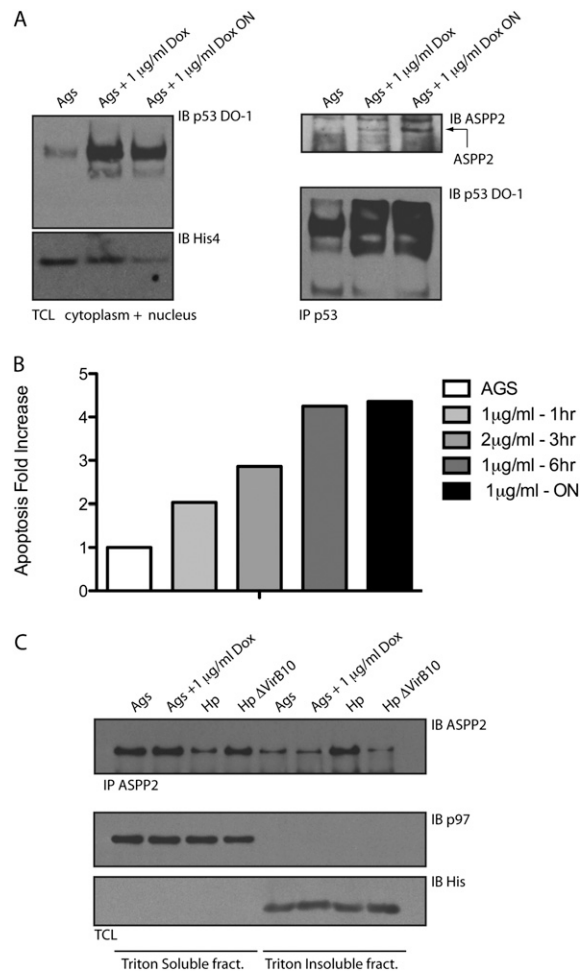 A
Ags
Ags + 1 μg/ml Dox
Ags + 1 μg/ml Dox ON
IB p53 DO-1
IB His4
TCL cytoplasm + nucleus
Ags
Ags + 1 μg/ml Dox
Ags + 1 μg/ml Dox ON
IB ASPP2
ASPP2
IB p53 DO-1
IP p53
B
Apoptosis Fold Increase
5
4
3
2
1
0
AGS
1μg/ml - 1hr
2μg/ml - 3hr
1μg/ml - 6hr
1μg/ml - ON
C
Ags
Ags +1 μg/ml Dox
Hp
Hp ΔVirB10
Ags
Ags + 1 μg/ml Dox
Hp
Hp ΔVirB10
IB ASPP2
IP ASPP2
IB p97
IB His
TCL
Triton Soluble fract.
Triton Insoluble fract.